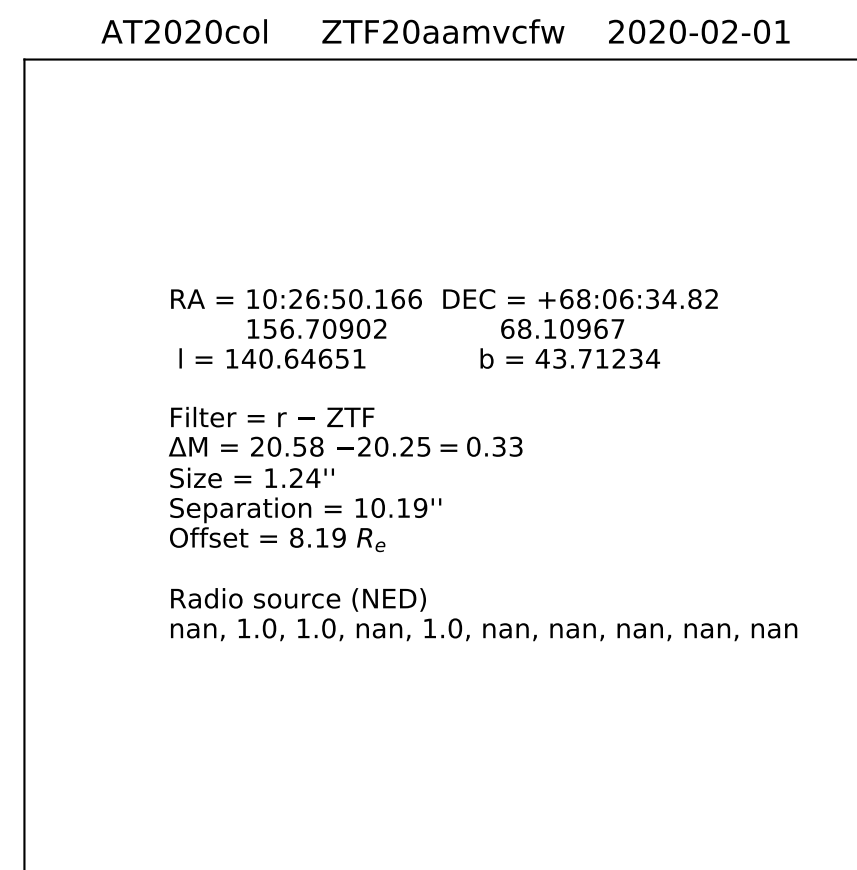 AT2020col ZTF20aamvcfw 2020-02-01
RA = 10:26:50.166 DEC = +68:06:34.82
156.70902 68.10967
l = 140.64651 b = 43.71234
Filter = r − ZTF
ΔM = 20.58 −20.25 = 0.33
Size = 1.24''
Separation = 10.19''
Offset = 8.19 Re
Radio source (NED)
nan, 1.0, 1.0, nan, 1.0, nan, nan, nan, nan, nan